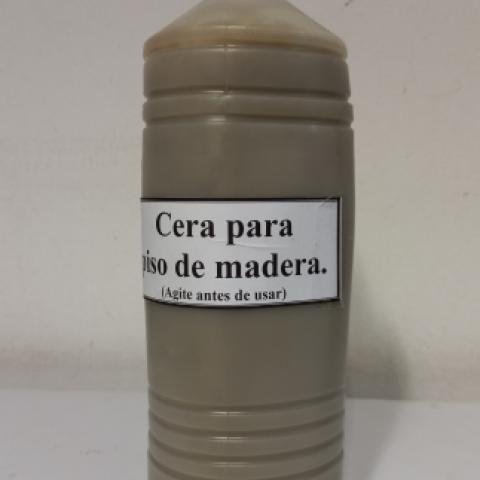 Cera para
piso de madera.
(Agite antes de usar)